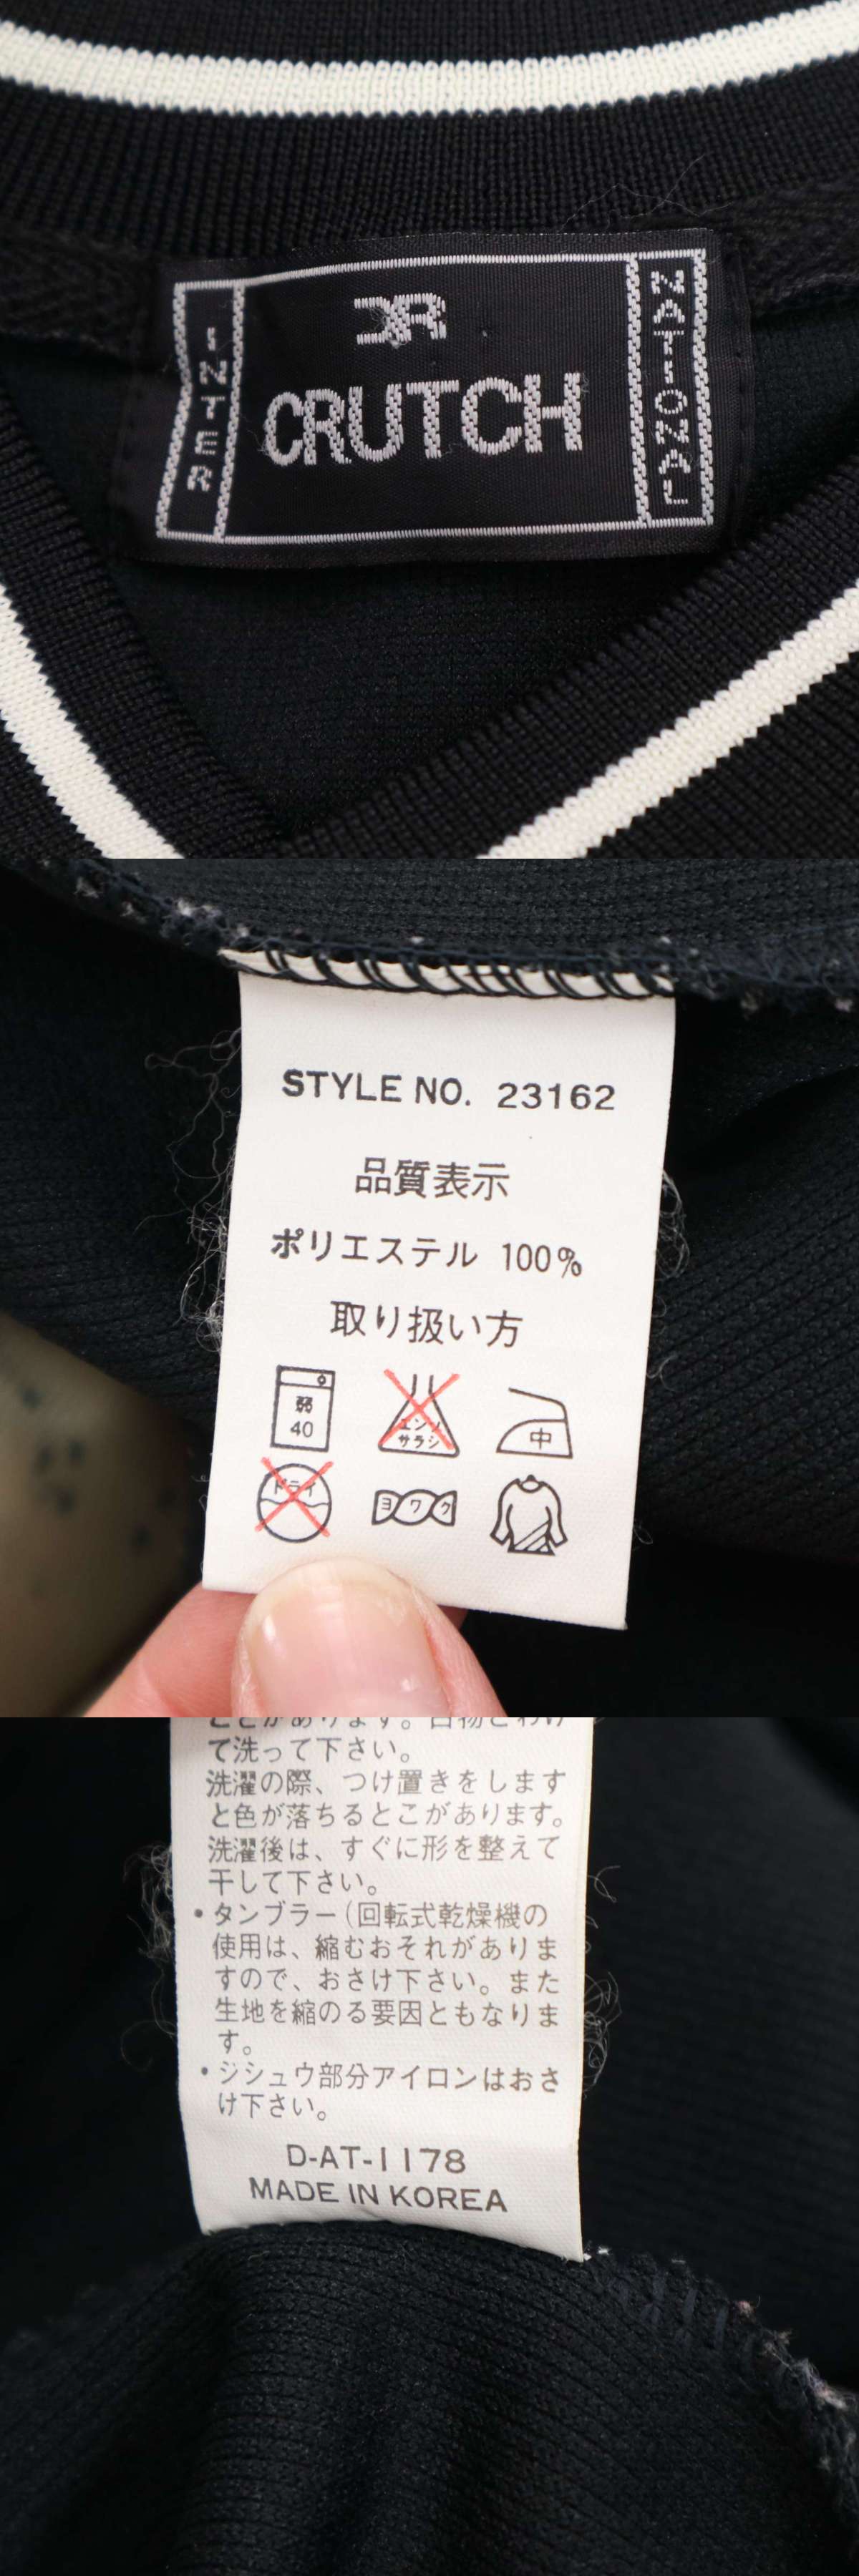 INTER
CR
CRUTCH
NATIONAL
STYLE NO. 23162
品質表示
ポリエステル 100%
取り扱い方
弱
40
エンソ
サラシ
中
ドライ
ヨワク
て洗って下さい。
洗濯の際、つけ置きをします
と色が落ちるとこがあります。
洗濯後は、すぐに形を整えて
干して下さい。
・タンブラー(回転式乾燥機の
使用は、縮むおそれがありま
すので、おさけ下さい。また
生地を縮のる要因ともなりま
す。
・ジシュウ部分アイロンはおさ
け下さい。
D-AT-1178
MADE IN KOREA